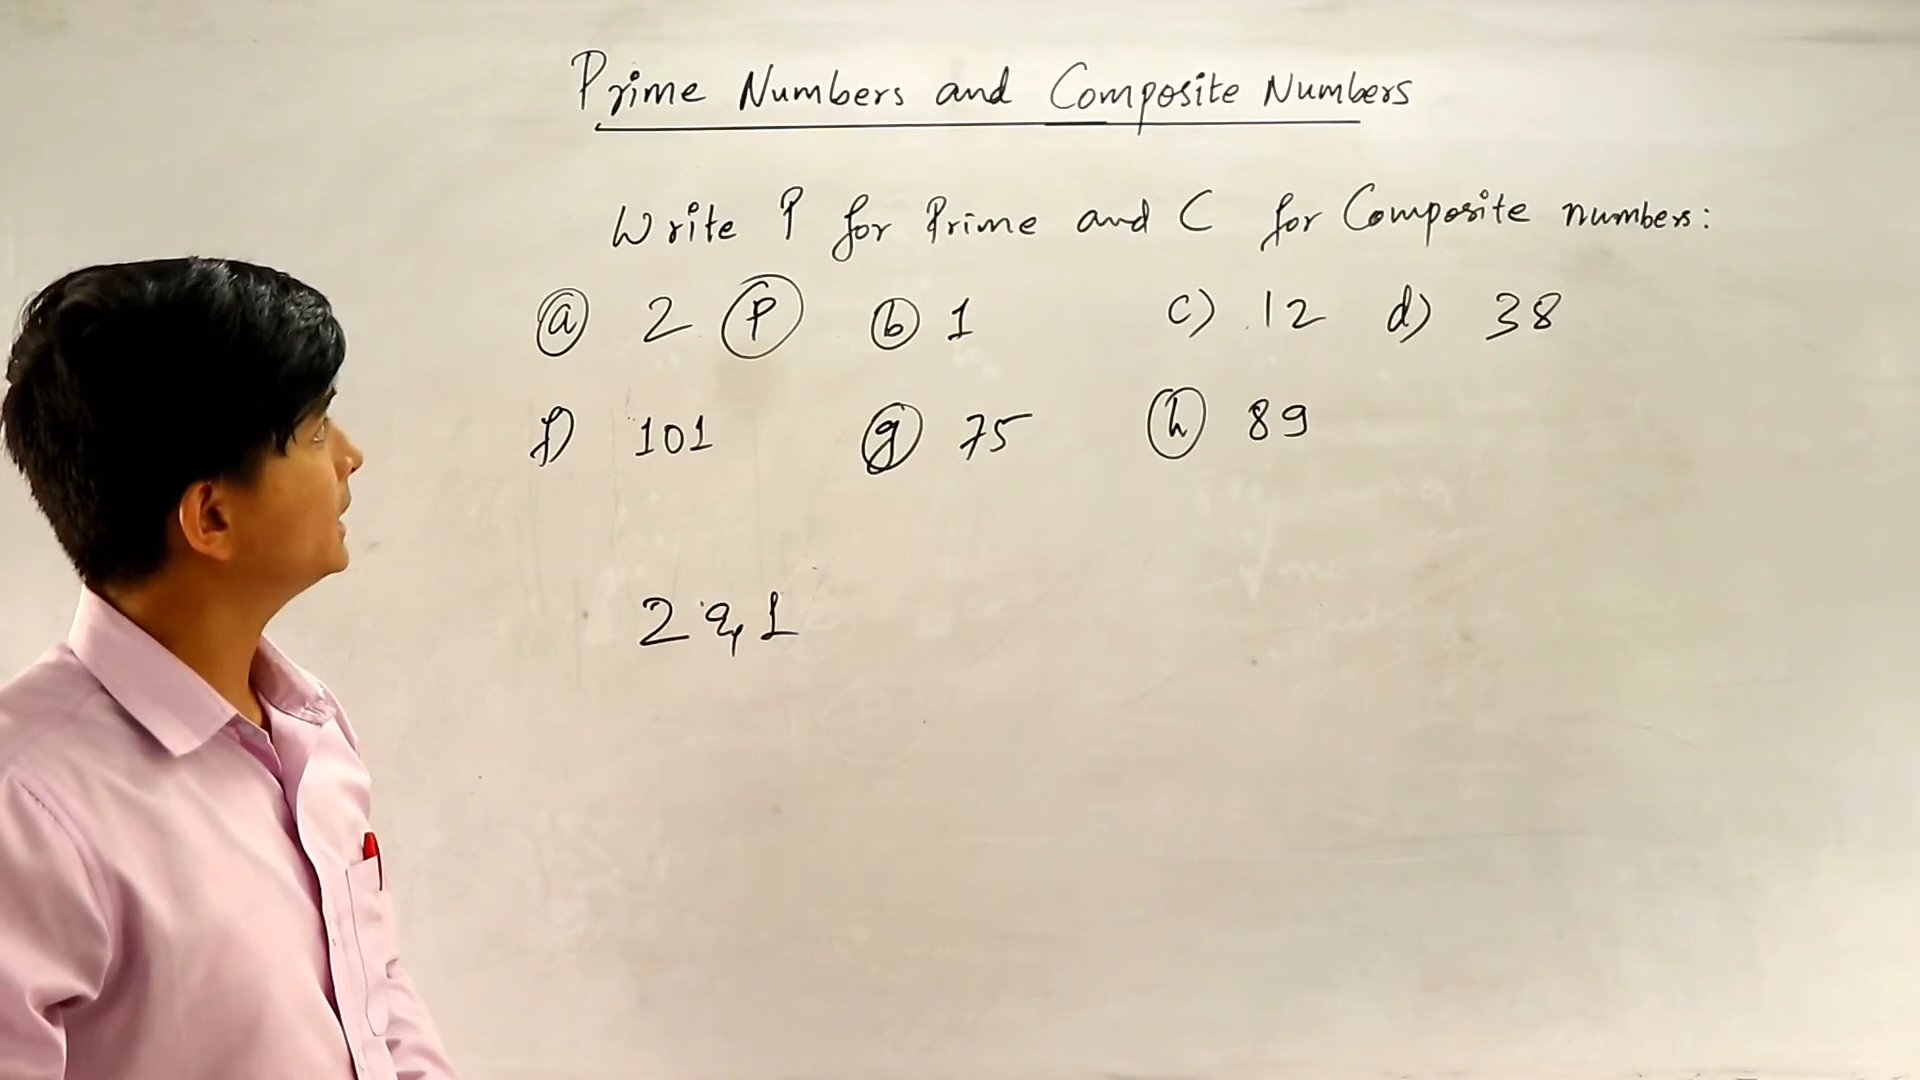 Prime Numbers and Composite Numbers
Write P for Prime and C for Composite numbers:
a 2 P b 1 c) 12 d) 38
f) 101 g 75 h 89
2 & 1